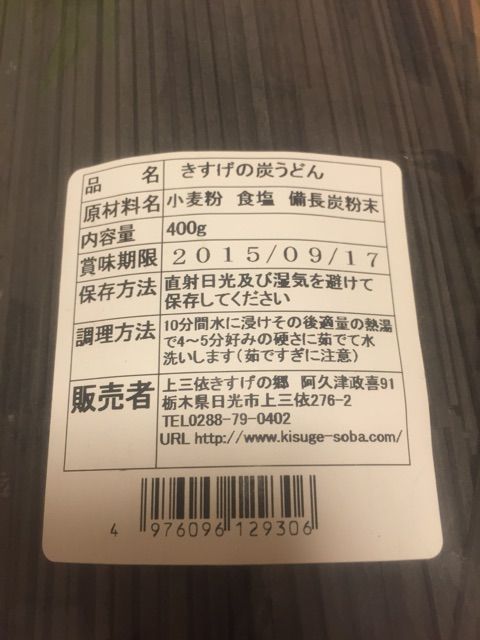 品名 きすげの炭うどん
原材料名 小麦粉 食塩 備長炭粉末
内容量 400g
賞味期限 2015/09/17
保存方法 直射日光及び湿気を避けて
保存してください
調理方法 10分間水に浸けその後適量の熱湯
で4~5分好みの硬さに茹でて水
洗いします(茹ですぎに注意)
販売者 上三依きすげの郷 阿久津政喜91
栃木県日光市上三依276-2
TEL0288-79-0402
URL http://www.kisuge-soba.com/
4 976096 129306